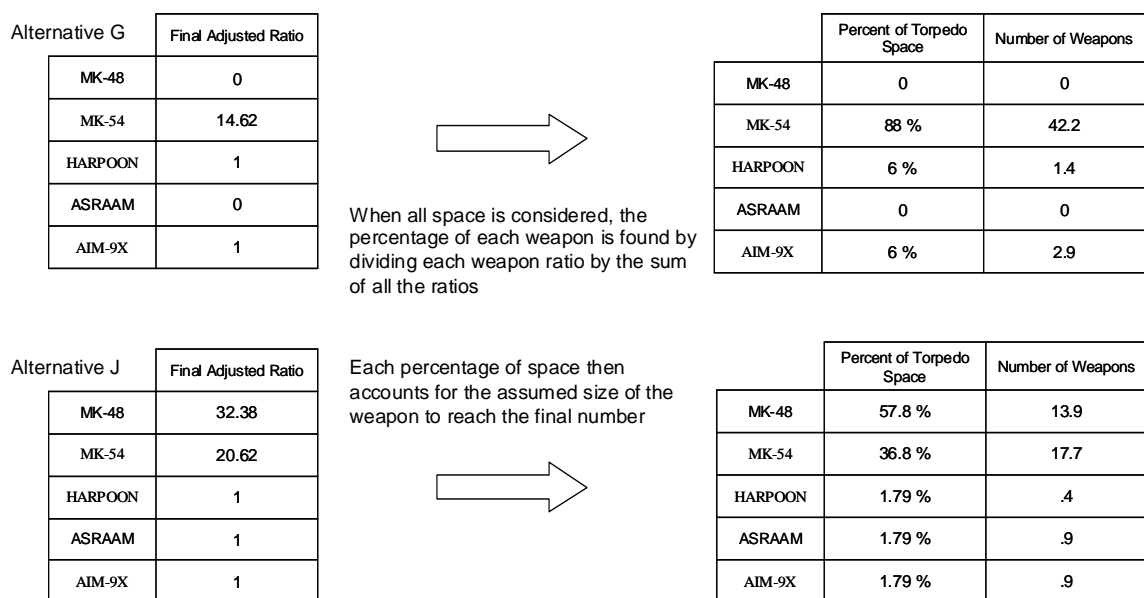 Alternative G
Final Adjusted Ratio
MK-48 0
MK-54 14.62
HARPOON 1
ASRAAM 0
AIM-9X 1
When all space is considered, the
percentage of each weapon is found by
dividing each weapon ratio by the sum
of all the ratios
Percent of Torpedo
Space
Number of Weapons
MK-48 0 0
MK-54 88 % 42.2
HARPOON 6 % 1.4
ASRAAM 0 0
AIM-9X 6 % 2.9
Alternative J
Final Adjusted Ratio
MK-48 32.38
MK-54 20.62
HARPOON 1
ASRAAM 1
AIM-9X 1
Each percentage of space then
accounts for the assumed size of the
weapon to reach the final number
Percent of Torpedo
Space
Number of Weapons
MK-48 57.8 % 13.9
MK-54 36.8 % 17.7
HARPOON 1.79 % .4
ASRAAM 1.79 % .9
AIM-9X 1.79 % .9